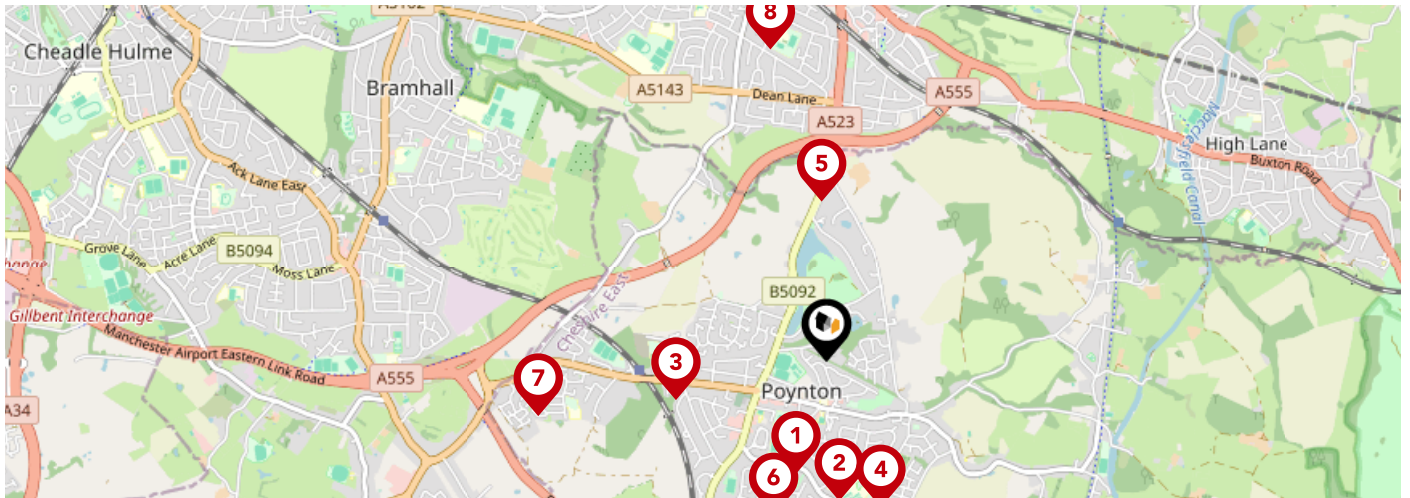 A5102
8
Cheadle Hulme
Bramhall
A5143
Dean Lane
A555
A523
High Lane
Buxton Road
Macclesfield Canal
5
Ack Lane East
Grove Lane
Acre Lane
B5094
Moss Lane
hange
Gillbent Interchange
Cheshire East
B5092
Manchester Airport Eastern Link Road
A555
3
7
A34
Poynton
1
2
4
6